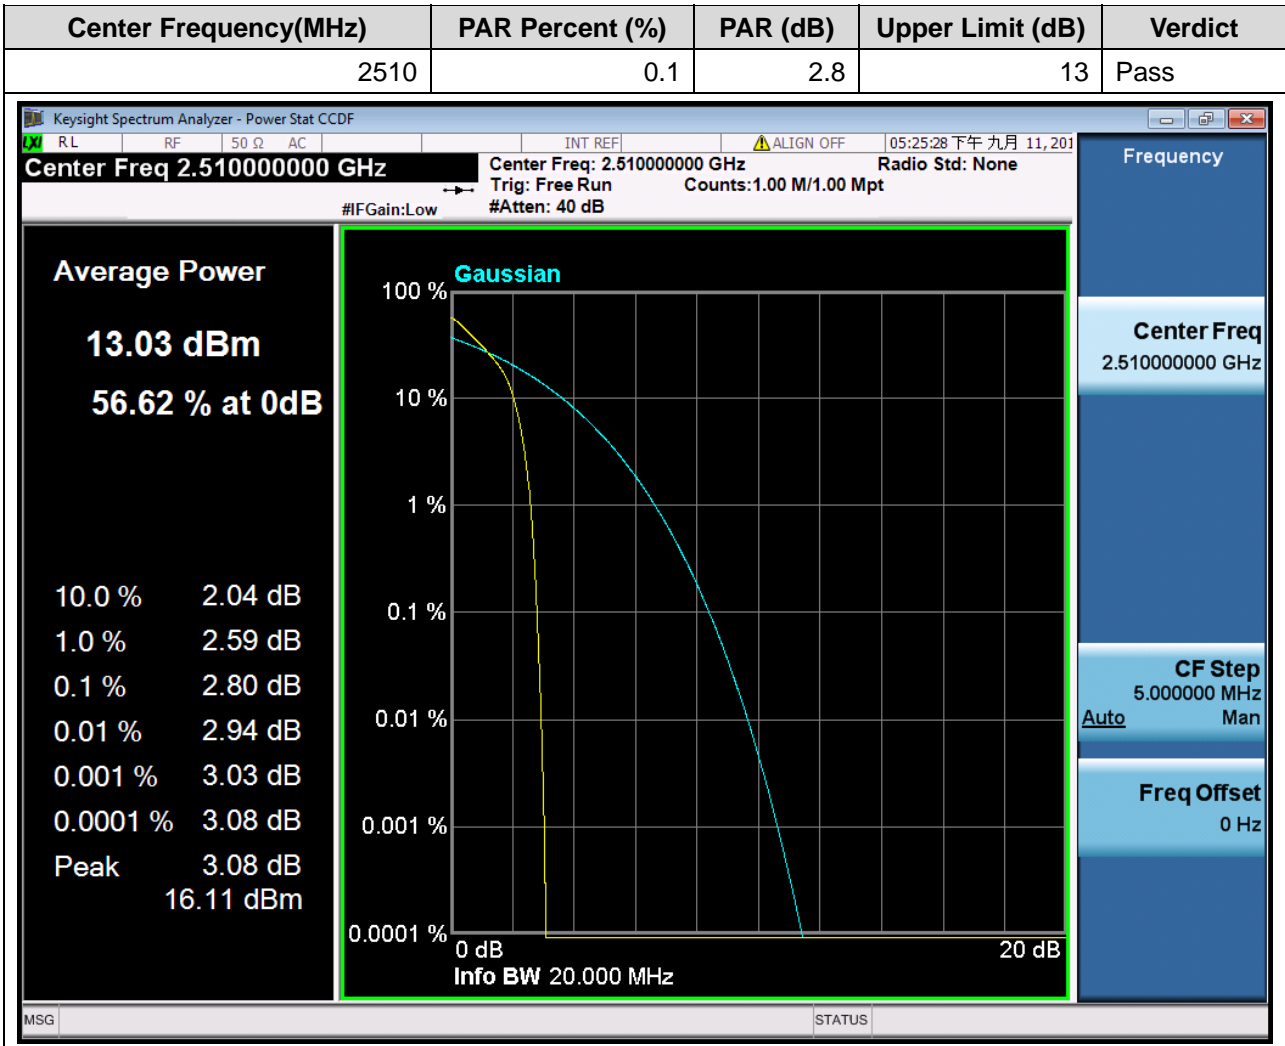 Center Frequency(MHz) PAR Percent (%) PAR (dB) Upper Limit (dB) Verdict
2510 0.1 2.8 13 Pass
Keysight Spectrum Analyzer - Power Stat CCDF
LXI RL RF 50 Ω AC INT REF ALIGN OFF 05:25:28 下午 九月 11, 201
Center Freq 2.510000000 GHz
Center Freq: 2.510000000 GHz Radio Std: None
Trig: Free Run Counts:1.00 M/1.00 Mpt
#IFGain:Low #Atten: 40 dB
Frequency
Average Power
13.03 dBm
56.62 % at 0dB
10.0 % 2.04 dB
1.0 % 2.59 dB
0.1 % 2.80 dB
0.01 % 2.94 dB
0.001 % 3.03 dB
0.0001 % 3.08 dB
Peak 3.08 dB
16.11 dBm
Gaussian
100 %
10 %
1 %
0.1 %
0.01 %
0.001 %
0.0001 %
0 dB 20 dB
Info BW 20.000 MHz
Center Freq
2.510000000 GHz
CF Step
5.000000 MHz
Auto Man
Freq Offset
0 Hz
MSG STATUS